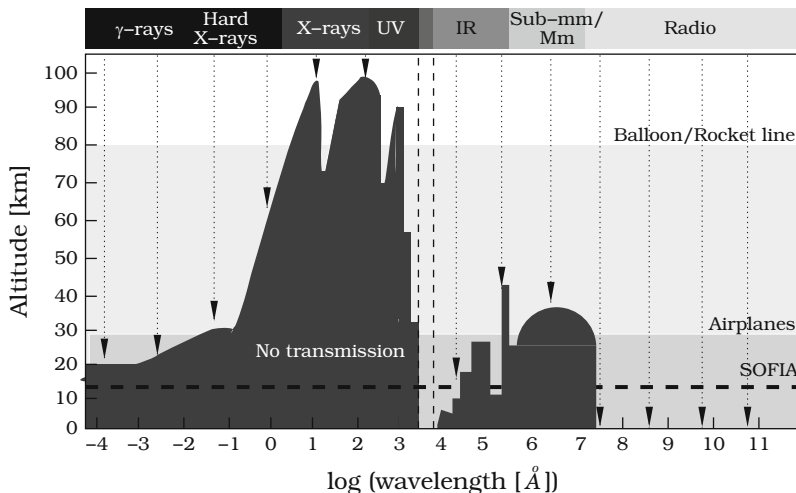 γ–rays
Hard
X–rays
X–rays
UV
IR
Sub–mm/
Mm
Radio
Altitude [km]
100
90
80
70
60
50
40
30
20
10
0
Balloon/Rocket line
Airplanes
No transmission
SOFIA
−4
−3
−2
−1
0
1
2
3
4
5
6
7
8
9
10
11
log (wavelength [Å])